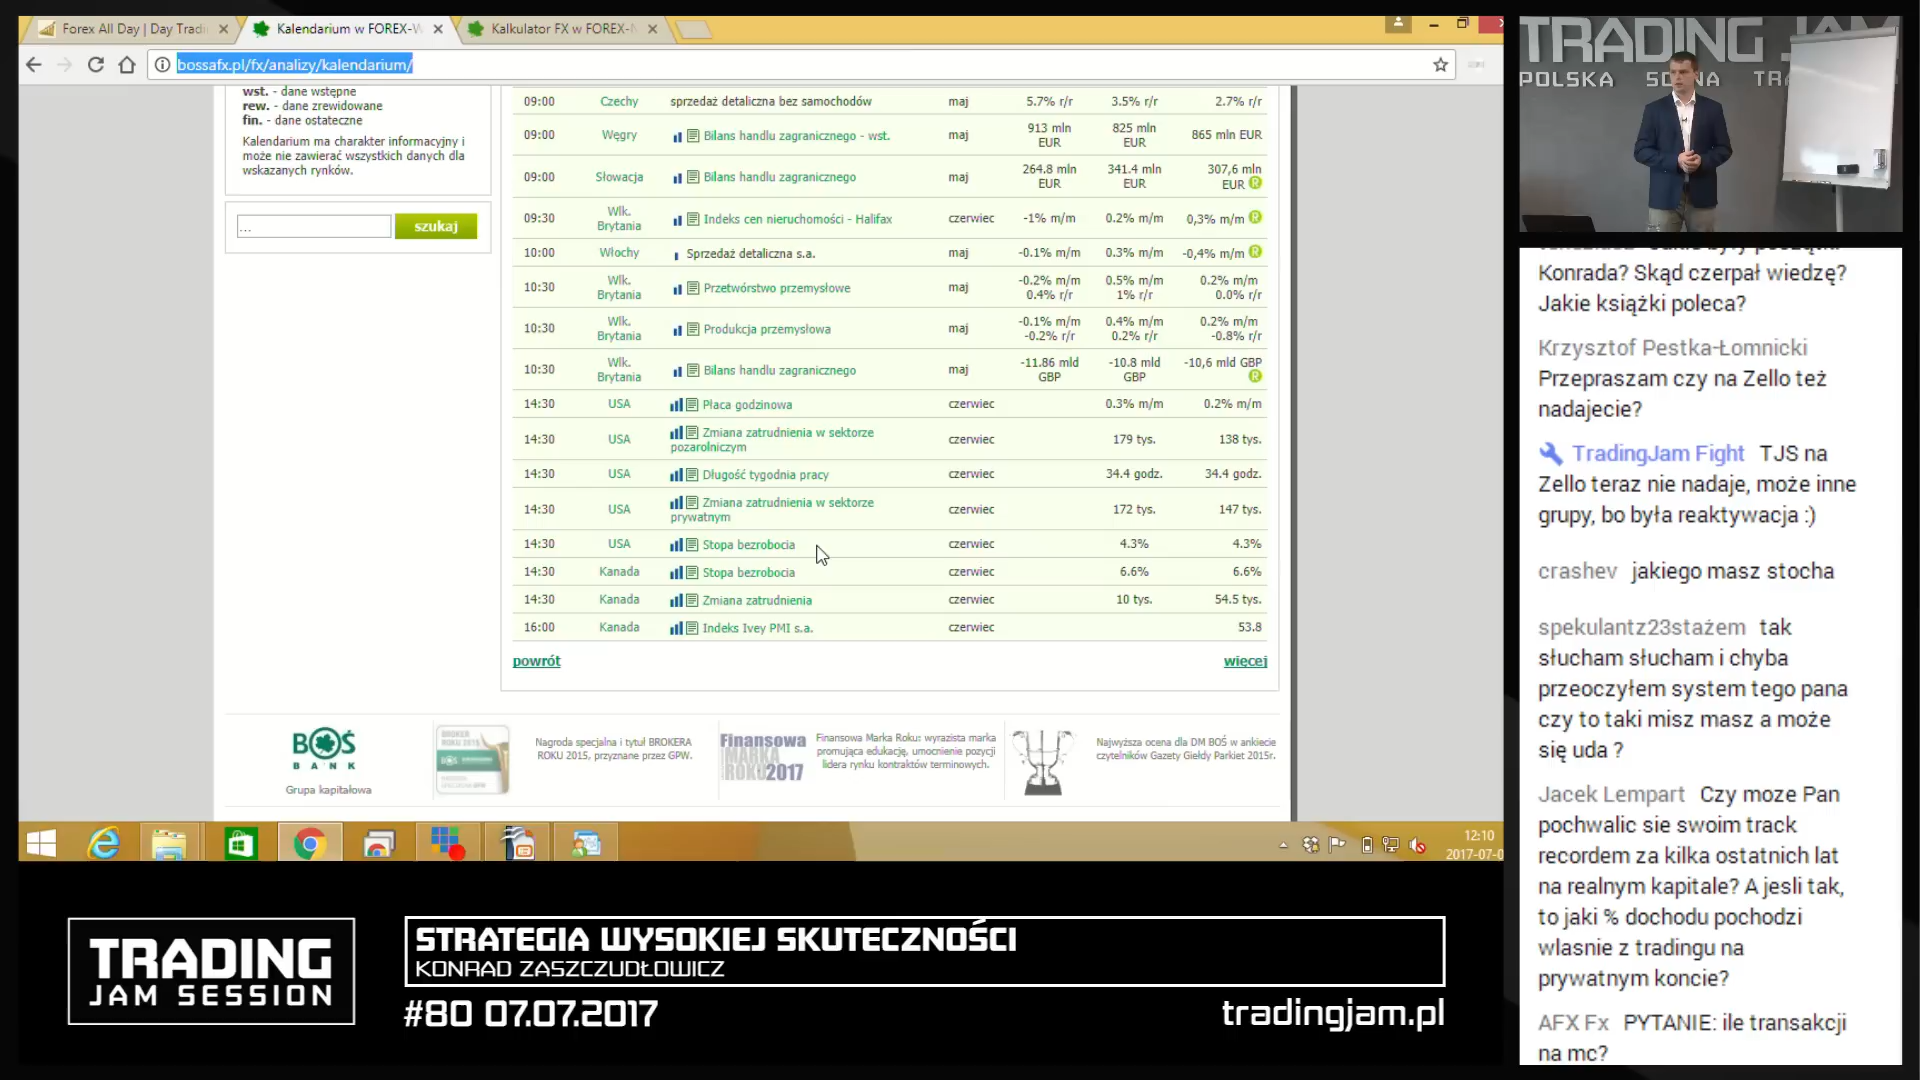 Forex All Day | Day Tradi
Kalendarium w FOREX-W
Kalkulator FX w FOREX-
bossafx.pl/fx/analizy/kalendarium/
wst. - dane wstępne
rew. - dane zrewidowane
fin. - dane ostateczne
Kalendarium ma charakter informacyjny i
może nie zawierać wszystkich danych dla
wskazanych rynków.
...
szukaj
09:00 Czechy sprzedaż detaliczna bez samochodów maj 5.7% r/r 3.5% r/r 2.7% r/r
09:00 Węgry Bilans handlu zagranicznego - wst. maj 913 mln EUR 825 mln EUR 865 mln EUR
09:00 Słowacja Bilans handlu zagranicznego maj 264.8 mln EUR 341.4 mln EUR 307,6 mln EUR R
09:30 Wlk. Brytania Indeks cen nieruchomości - Halifax czerwiec -1% m/m 0.2% m/m 0,3% m/m R
10:00 Włochy Sprzedaż detaliczna s.a. maj -0.1% m/m 0.3% m/m -0,4% m/m R
10:30 Wlk. Brytania Przetwórstwo przemysłowe maj -0.2% m/m 0.4% r/r 0.5% m/m 1% r/r 0.2% m/m 0.0% r/r
10:30 Wlk. Brytania Produkcja przemysłowa maj -0.1% m/m -0.2% r/r 0.4% m/m 0.2% r/r 0.2% m/m -0.8% r/r
10:30 Wlk. Brytania Bilans handlu zagranicznego maj -11.86 mld GBP -10.8 mld GBP -10,6 mld GBP R
14:30 USA Płaca godzinowa czerwiec 0.3% m/m 0.2% m/m
14:30 USA Zmiana zatrudnienia w sektorze pozarolniczym czerwiec 179 tys. 138 tys.
14:30 USA Długość tygodnia pracy czerwiec 34.4 godz. 34.4 godz.
14:30 USA Zmiana zatrudnienia w sektorze prywatnym czerwiec 172 tys. 147 tys.
14:30 USA Stopa bezrobocia czerwiec 4.3% 4.3%
14:30 Kanada Stopa bezrobocia czerwiec 6.6% 6.6%
14:30 Kanada Zmiana zatrudnienia czerwiec 10 tys. 54.5 tys.
16:00 Kanada Indeks Ivey PMI s.a. czerwiec 53.8
powrót
więcej
BOŚ
BANK
Grupa kapitałowa
BROKER
ROKU 2015
Nagroda specjalna i tytuł BROKERA
ROKU 2015, przyznane przez GPW.
Finansowa
MARKA
ROKU2017
Finansowa Marka Roku: wyrazista marka
promująca edukację, umocnienie pozycji
lidera rynku kontraktów terminowych.
Najwyższa ocena dla DM BOŚ w ankiecie
czytelników Gazety Giełdy Parkiet 2015r.
12:10
2017-07-0
TRADING
JAM SESSION
STRATEGIA WYSOKIEJ SKUTECZNOŚCI
KONRAD ZASZCZUDŁOWICZ
#80 07.07.2017
tradingjam.pl
TRADING JAM
POLSKA
Konrada? Skąd czerpał wiedzę?
Jakie książki poleca?
Krzysztof Pestka-Łomnicki
Przepraszam czy na Zello też
nadajecie?
TradingJam Fight TJS na
Zello teraz nie nadaje, może inne
grupy, bo była reaktywacja :)
crashev jakiego masz stocha
spekulantz23stażem tak
słucham słucham i chyba
przeoczyłem system tego pana
czy to taki misz masz a może
się uda ?
Jacek Lempart Czy moze Pan
pochwalic sie swoim track
recordem za kilka ostatnich lat
na realnym kapitale? A jesli tak,
to jaki % dochodu pochodzi
wlasnie z tradingu na
prywatnym koncie?
AFX Fx PYTANIE: ile transakcji
na mc?